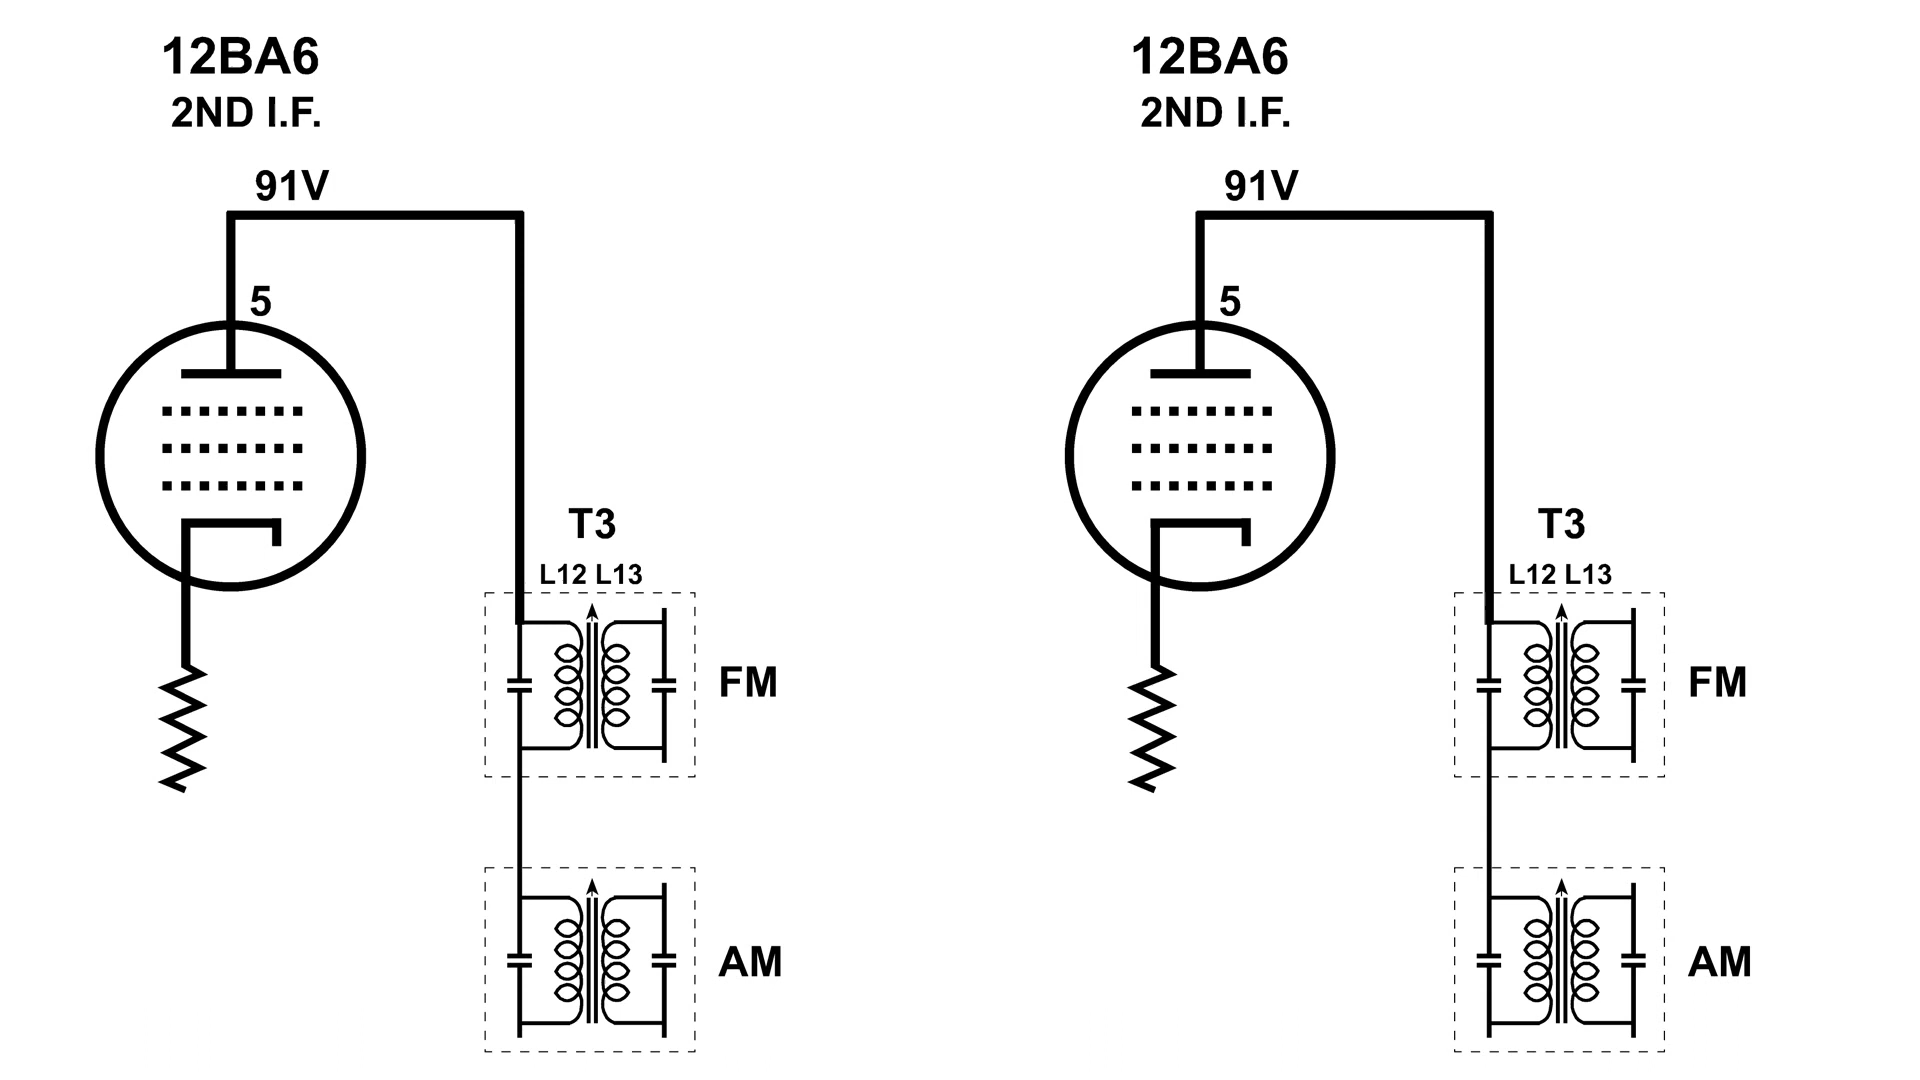 12BA6
2ND I.F.
91V
5
T3
L12 L13
FM
AM
12BA6
2ND I.F.
91V
5
T3
L12 L13
FM
AM